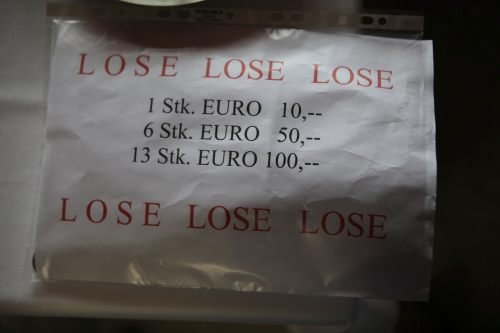 LOSE LOSE LOSE
1 Stk. EURO 10,--
6 Stk. EURO 50,--
13 Stk. EURO 100,--
LOSE LOSE LOSE